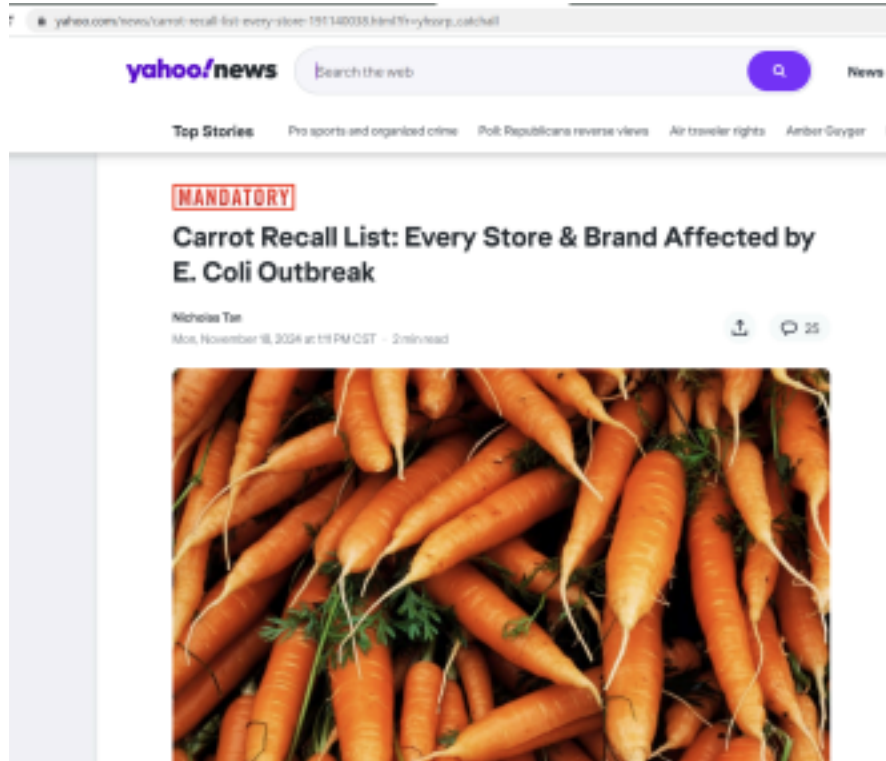 yahoo.com/news/carrot-recall-list-every-store-191140038.html?fr=yhssrp_catchall
yahoo!news
Search the web
News
Top Stories
Pro sports and organized crime
Poll: Republicans reverse views
Air traveler rights
Amber Guyger
MANDATORY
Carrot Recall List: Every Store & Brand Affected by
E. Coli Outbreak
Nicholas Tan
Mon, November 18, 2024 at 1:11 PM CST · 2 min read
25